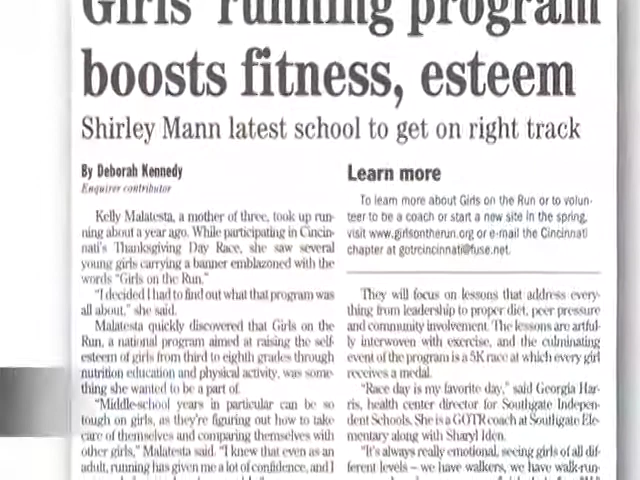 Girls' running program
boosts fitness, esteem
Shirley Mann latest school to get on right track
By Deborah Kennedy
Enquirer contributor
Kelly Malatesta, a mother of three, took up run-
ning about a year ago. While participating in Cincin-
nati's Thanksgiving Day Race, she saw several
young girls carrying a banner emblazoned with the
words "Girls on the Run."
"I decided I had to find out what that program was
all about," she said.
Malatesta quickly discovered that Girls on the
Run, a national program aimed at raising the self-
esteem of girls from third to eighth grades through
nutrition education and physical activity, was some-
thing she wanted to be a part of.
"Middle-school years in particular can be so
tough on girls, as they're figuring out how to take
care of themselves and comparing themselves with
other girls," Malatesta said. "I knew that even as an
adult, running has given me a lot of confidence, and I
Learn more
To learn more about Girls on the Run or to volun-
teer to be a coach or start a new site in the spring,
visit www.girlsontherun.org or e-mail the Cincinnati
chapter at gotrcincinnati@fuse.net.
They will focus on lessons that address every-
thing from leadership to proper diet, peer pressure
and community involvement. The lessons are artful-
ly interwoven with exercise, and the culminating
event of the program is a 5K race at which every girl
receives a medal.
"Race day is my favorite day," said Georgia Har-
ris, health center director for Southgate Indepen-
dent Schools. She is a GOTR coach at Southgate Ele-
mentary along with Sharyl Iden.
"It's always really emotional, seeing girls of all dif-
ferent levels – we have walkers, we have walk-run-